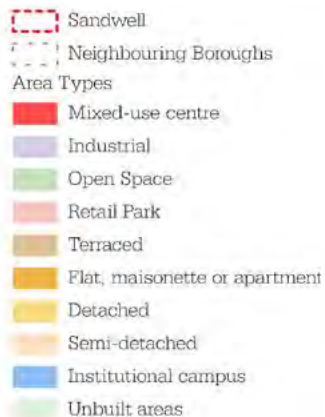 Sandwell
Neighbouring Boroughs
Area Types
Mixed-use centre
Industrial
Open Space
Retail Park
Terraced
Flat, maisonette or apartment
Detached
Semi-detached
Institutional campus
Unbuilt areas